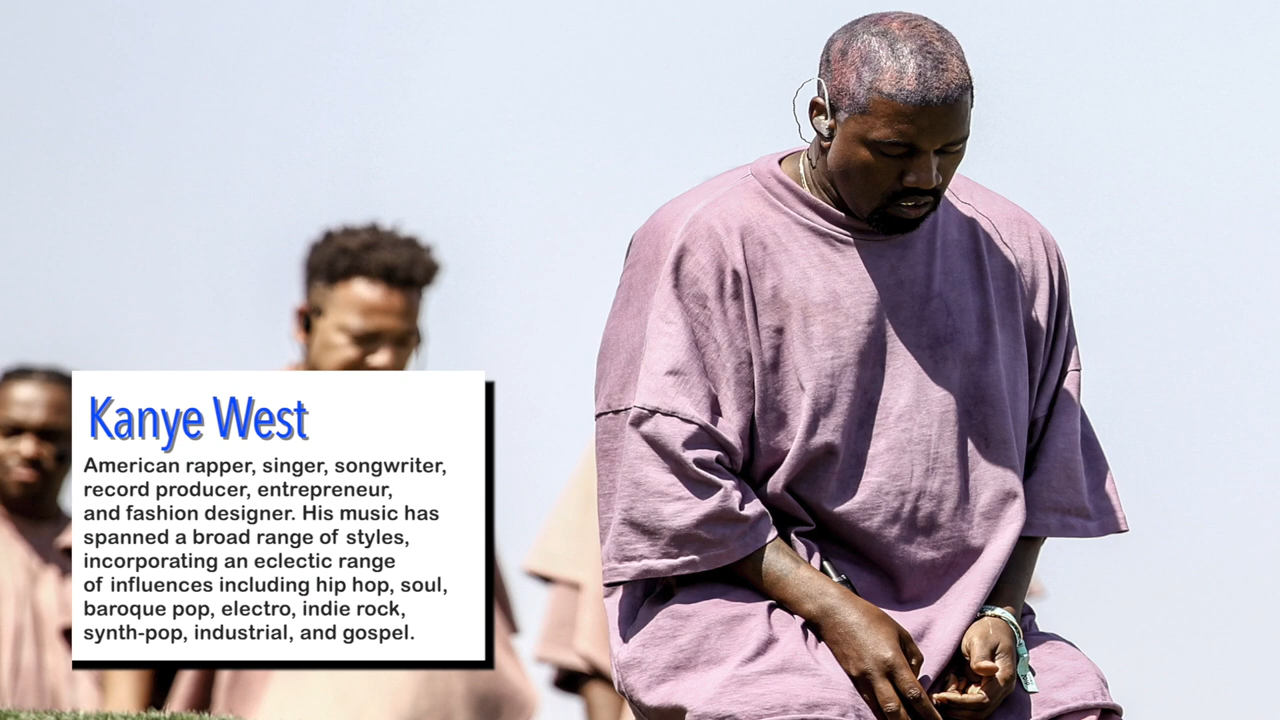 Kanye West
American rapper, singer, songwriter,
record producer, entrepreneur,
and fashion designer. His music has
spanned a broad range of styles,
incorporating an eclectic range
of influences including hip hop, soul,
baroque pop, electro, indie rock,
synth-pop, industrial, and gospel.